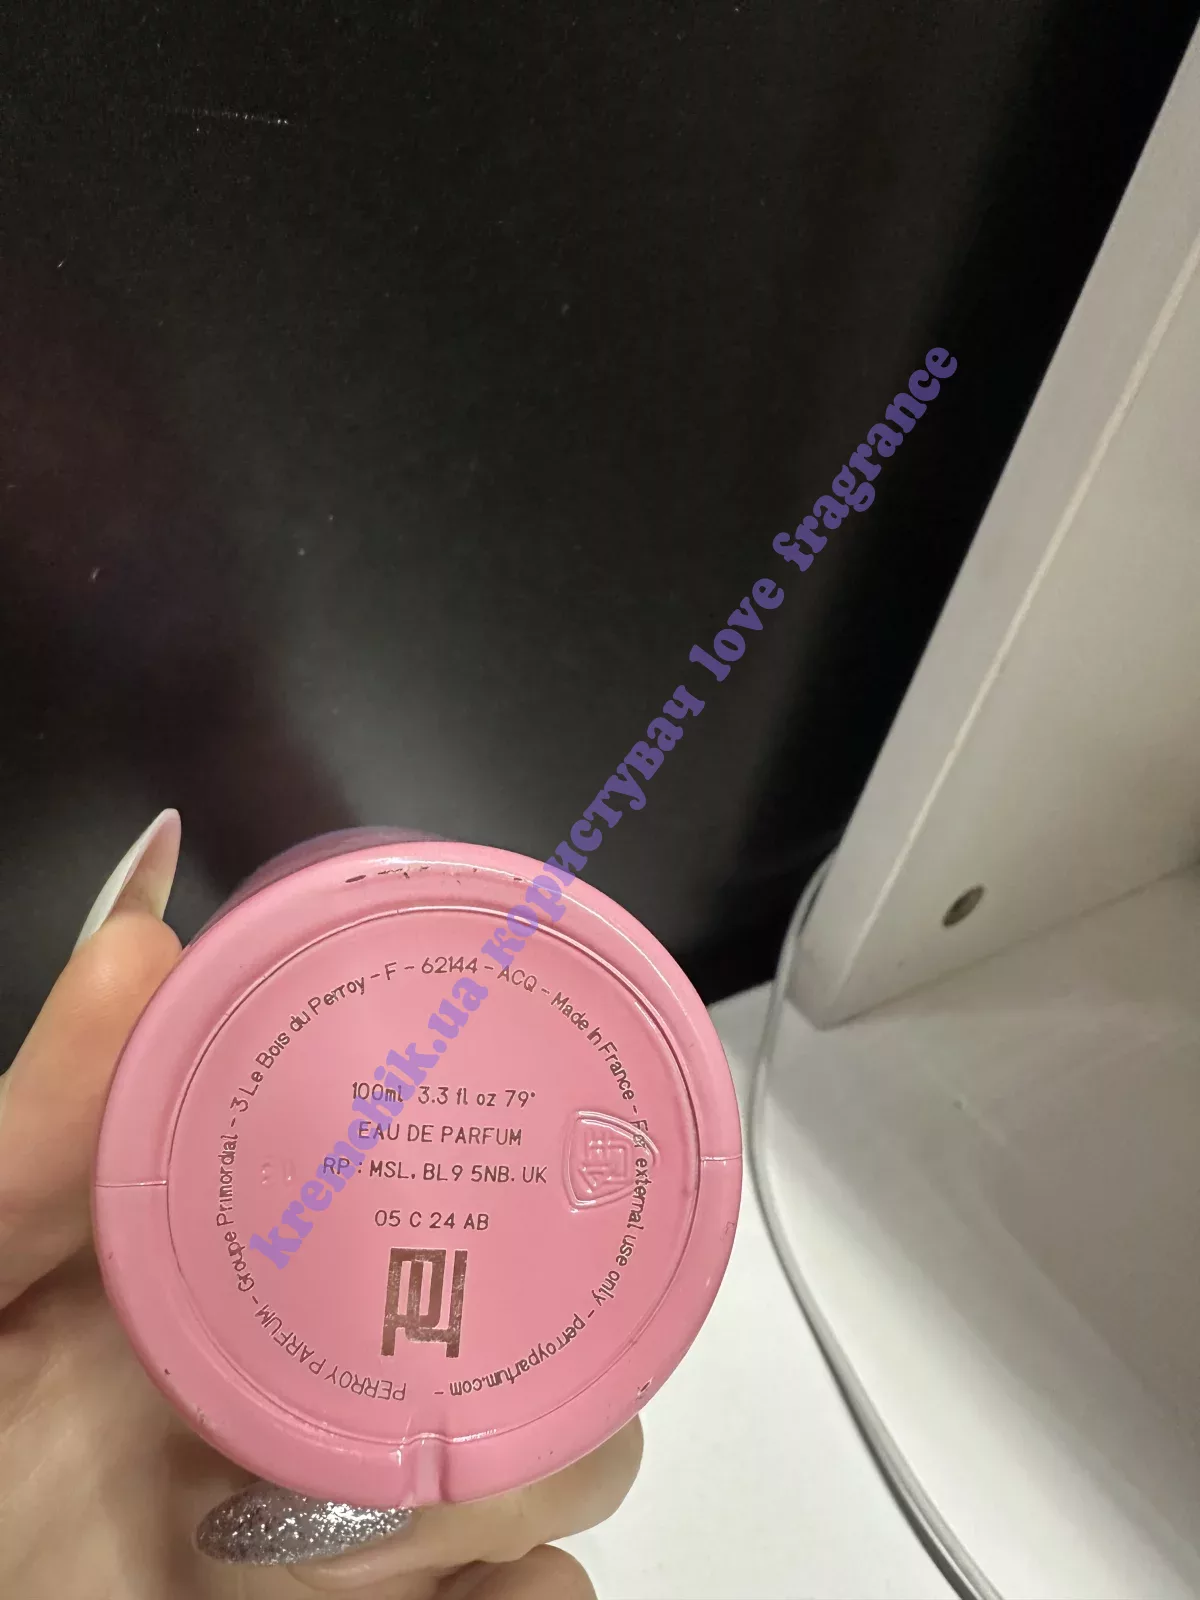 kremchik.ua користувач love fragrance
PERROY PARFUM - Groupe Primordial - 3 Le Bois du Perroy - F - 62144 - ACQ - Made In France - For external use only - perroyparfum.com -
100ml 3.3 fl oz 79°
EAU DE PARFUM
RP : MSL. BL9 5NB. UK
05 C 24 AB